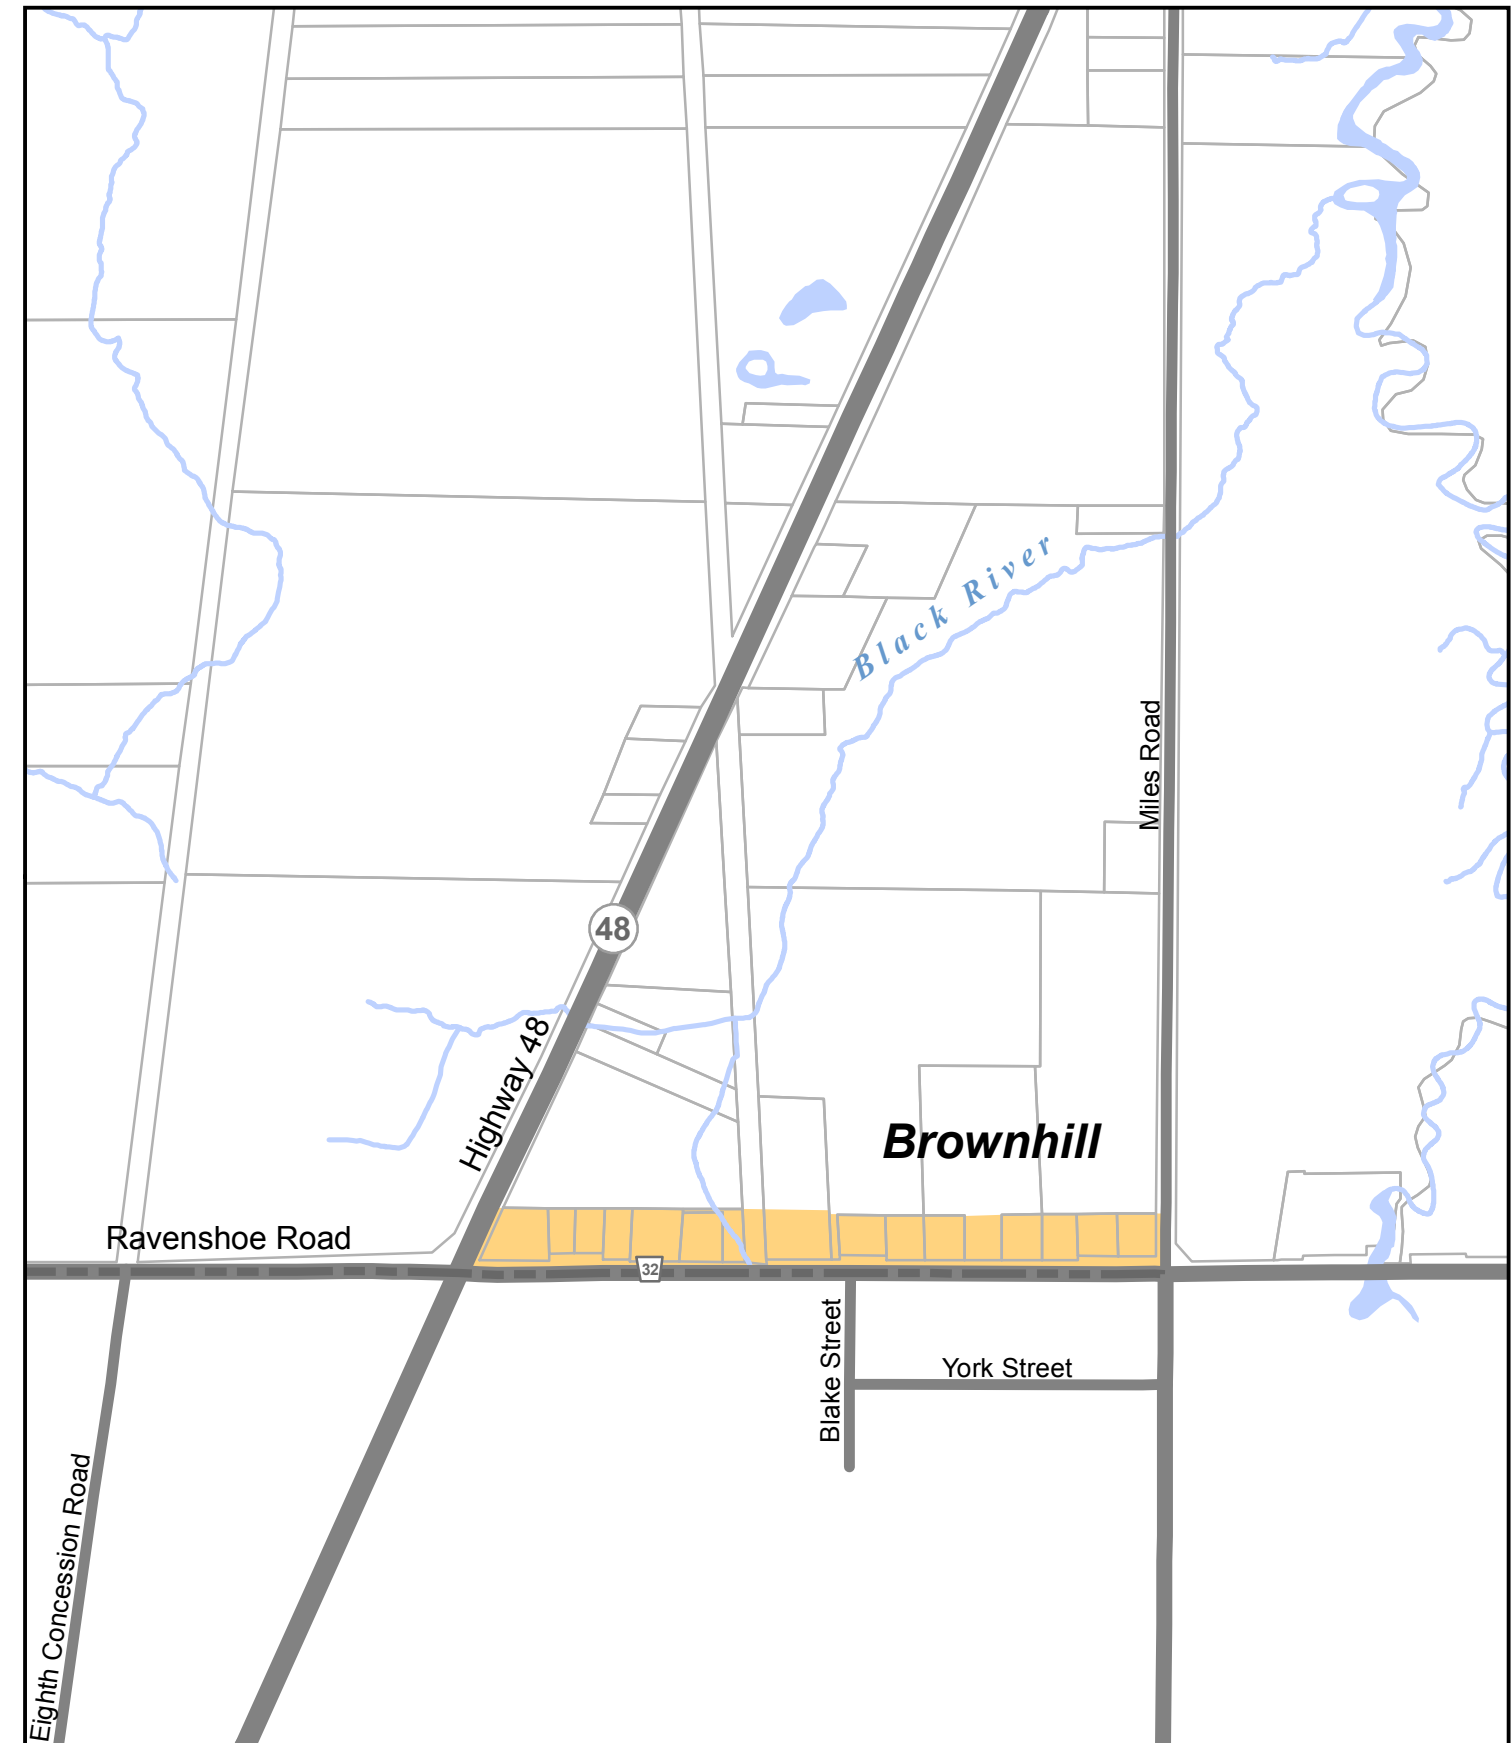 Black River
Miles Road
48
Highway 48
Brownhill
Ravenshoe Road
32
Blake Street
York Street
Eighth Concession Road